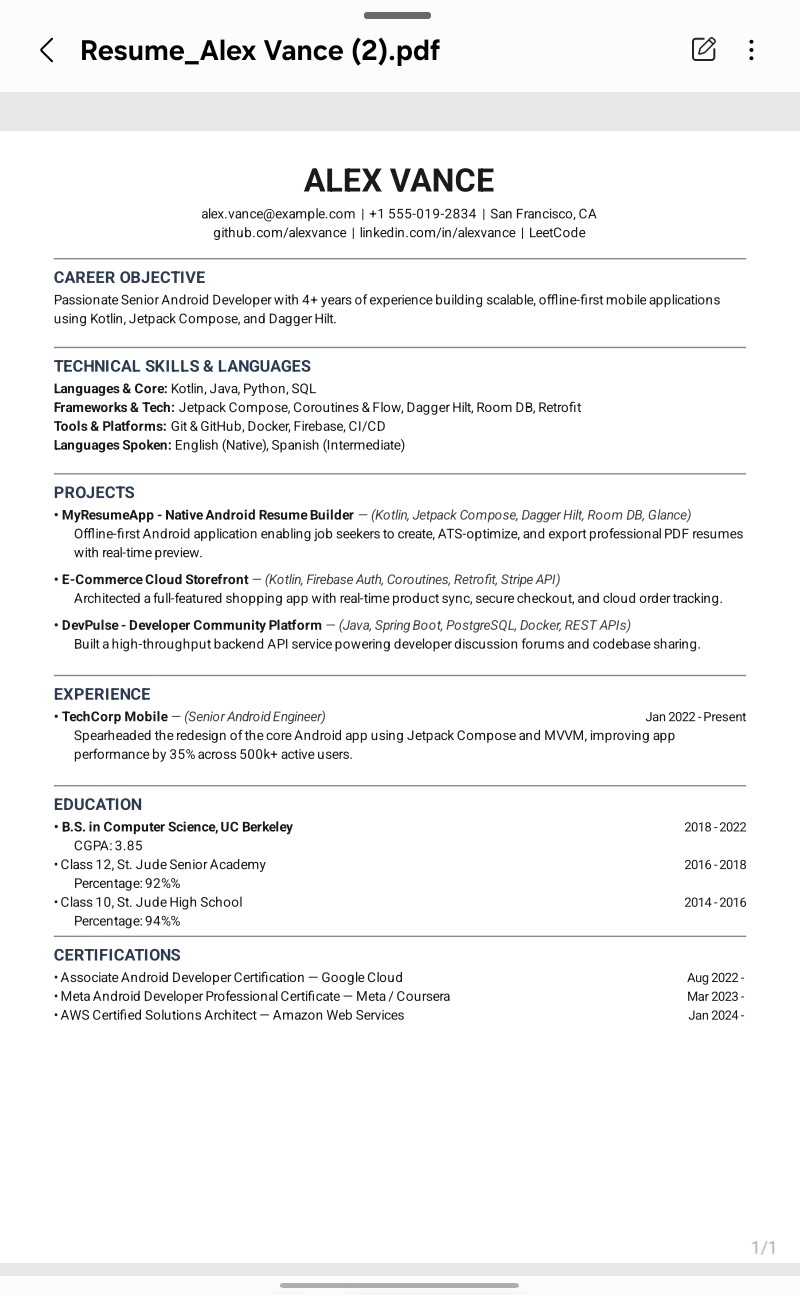 Resume_Alex Vance (2).pdf
ALEX VANCE
alex.vance@example.com | +1 555-019-2834 | San Francisco, CA
github.com/alexvance | linkedin.com/in/alexvance | LeetCode
CAREER OBJECTIVE
Passionate Senior Android Developer with 4+ years of experience building scalable, offline-first mobile applications
using Kotlin, Jetpack Compose, and Dagger Hilt.
TECHNICAL SKILLS & LANGUAGES
Languages & Core: Kotlin, Java, Python, SQL
Frameworks & Tech: Jetpack Compose, Coroutines & Flow, Dagger Hilt, Room DB, Retrofit
Tools & Platforms: Git & GitHub, Docker, Firebase, CI/CD
Languages Spoken: English (Native), Spanish (Intermediate)
PROJECTS
• MyResumeApp - Native Android Resume Builder — (Kotlin, Jetpack Compose, Dagger Hilt, Room DB, Glance)
Offline-first Android application enabling job seekers to create, ATS-optimize, and export professional PDF resumes
with real-time preview.
• E-Commerce Cloud Storefront — (Kotlin, Firebase Auth, Coroutines, Retrofit, Stripe API)
Architected a full-featured shopping app with real-time product sync, secure checkout, and cloud order tracking.
• DevPulse - Developer Community Platform — (Java, Spring Boot, PostgreSQL, Docker, REST APIs)
Built a high-throughput backend API service powering developer discussion forums and codebase sharing.
EXPERIENCE
• TechCorp Mobile — (Senior Android Engineer) Jan 2022 - Present
Spearheaded the redesign of the core Android app using Jetpack Compose and MVVM, improving app
performance by 35% across 500k+ active users.
EDUCATION
• B.S. in Computer Science, UC Berkeley 2018 - 2022
CGPA: 3.85
• Class 12, St. Jude Senior Academy 2016 - 2018
Percentage: 92%%
• Class 10, St. Jude High School 2014 - 2016
Percentage: 94%%
CERTIFICATIONS
• Associate Android Developer Certification — Google Cloud Aug 2022 -
• Meta Android Developer Professional Certificate — Meta / Coursera Mar 2023 -
• AWS Certified Solutions Architect — Amazon Web Services Jan 2024 -
1/1